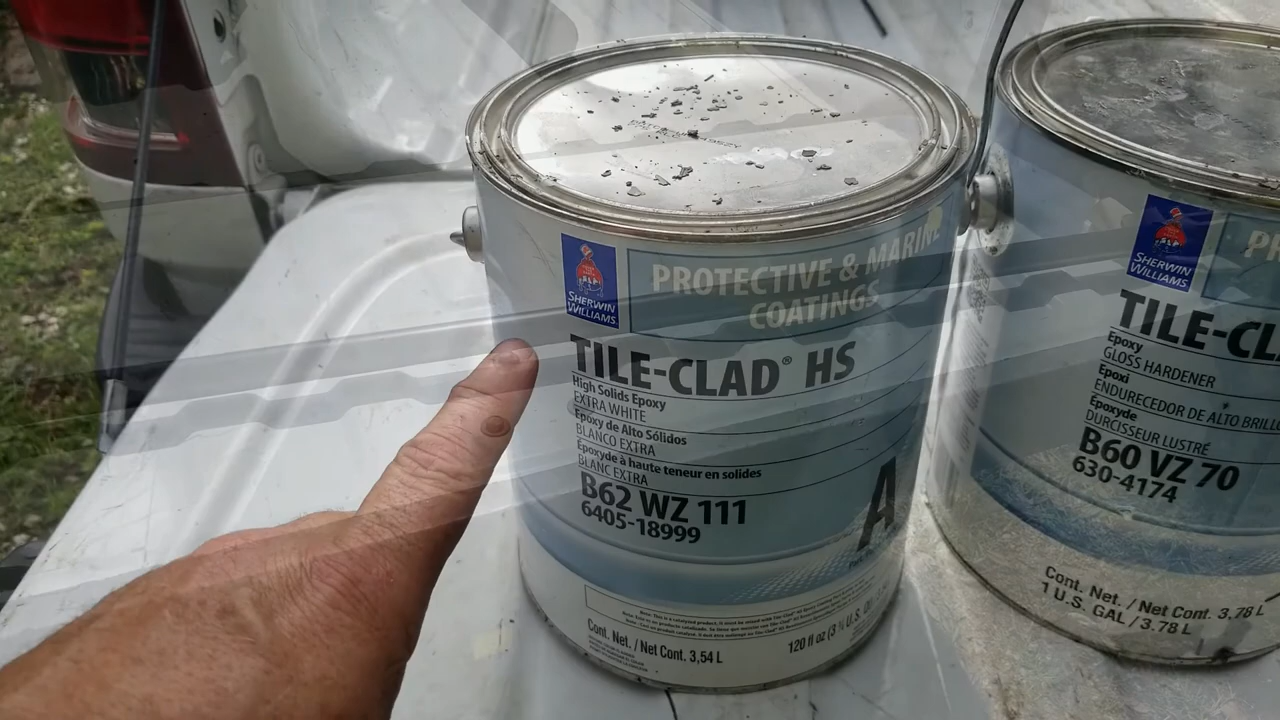 SHERWIN
WILLIAMS
PROTECTIVE & MARINE
COATINGS
TILE-CLAD® HS
High Solids Epoxy
EXTRA WHITE
Epoxy de Alto Sólidos
BLANCO EXTRA
Époxyde à haute teneur en solides
BLANC EXTRA
B62 WZ 111
6405-18999
A
Cont. Net. / Net Cont. 3,54 L
120 fl oz (3 ¾ U.S.
SHERWIN
WILLIAMS
TILE-CL
Epoxy
GLOSS HARDENER
Epoxi
ENDURECEDOR DE ALTO BRILL
Époxyde
DURCISSEUR LUSTRÉ
B60 VZ 70
630-4174
Cont. Net. / Net Cont. 3,78 L
1 U.S. GAL / 3.78 L